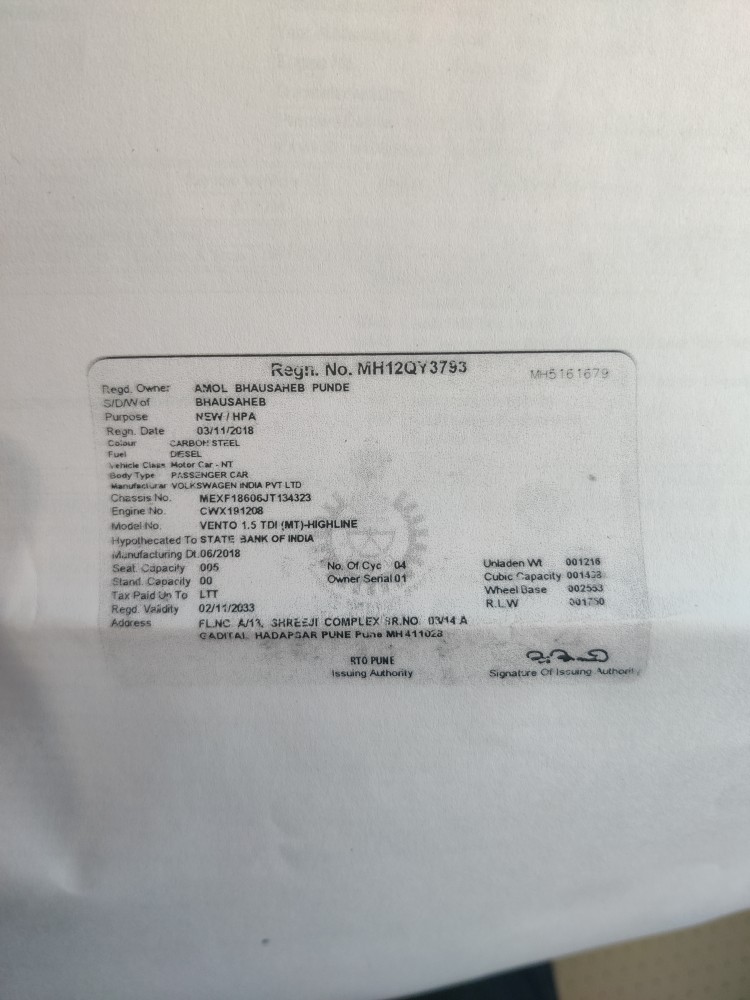 Regn. No. MH12QY3793
MH5161679
Regd. Owner AMOL BHAUSAHEB PUNDE
S/D/W of BHAUSAHEB
Purpose NEW / HPA
Regn. Date 03/11/2018
Colour CARBON STEEL
Fuel DIESEL
Vehicle Class Motor Car - NT
Body Type PASSENGER CAR
Manufacturar VOLKSWAGEN INDIA PVT LTD
Chassis No. MEXF18606JT134323
Engine No. CWX191208
Model No. VENTO 1.5 TDI (MT)-HIGHLINE
Hypothecated To STATE BANK OF INDIA
Manufacturing Dt. 06/2018
Seat. Capacity 005 No. Of Cyc 04 Unladen Wt 001216
Stand. Capacity 00 Owner Serial 01 Cubic Capacity
Tax Paid Up To LTT Wheel Base 002553
Regd. Validity 02/11/2033 R.L.W 001750
Address A/13, SHREEJI COMPLEX SR.NO. 03/14 A
HADAPSAR PUNE Pune MH 411028
RTO PUNE
Issuing Authority
Signature Of Issuing Authority